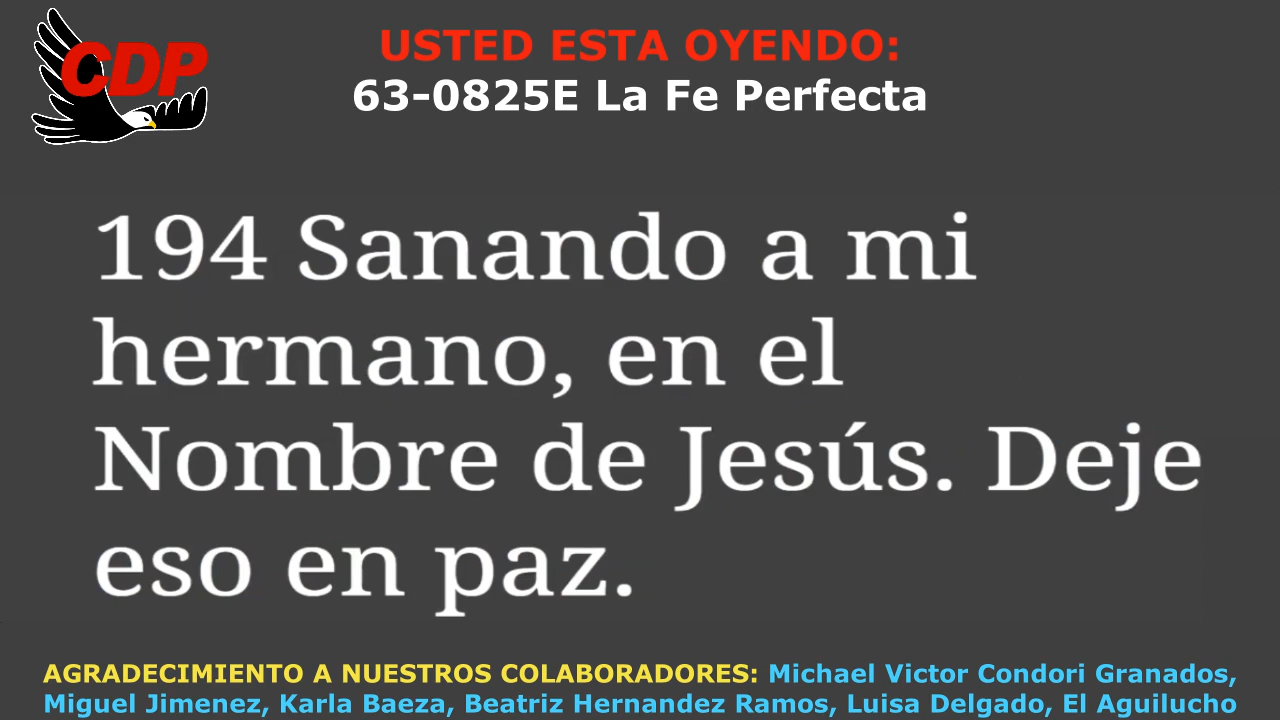 CDP
USTED ESTA OYENDO:
63-0825E La Fe Perfecta
194 Sanando a mi
hermano, en el
Nombre de Jesús. Deje
eso en paz.
AGRADECIMIENTO A NUESTROS COLABORADORES: Michael Victor Condori Granados,
Miguel Jimenez, Karla Baeza, Beatriz Hernandez Ramos, Luisa Delgado, El Aguilucho